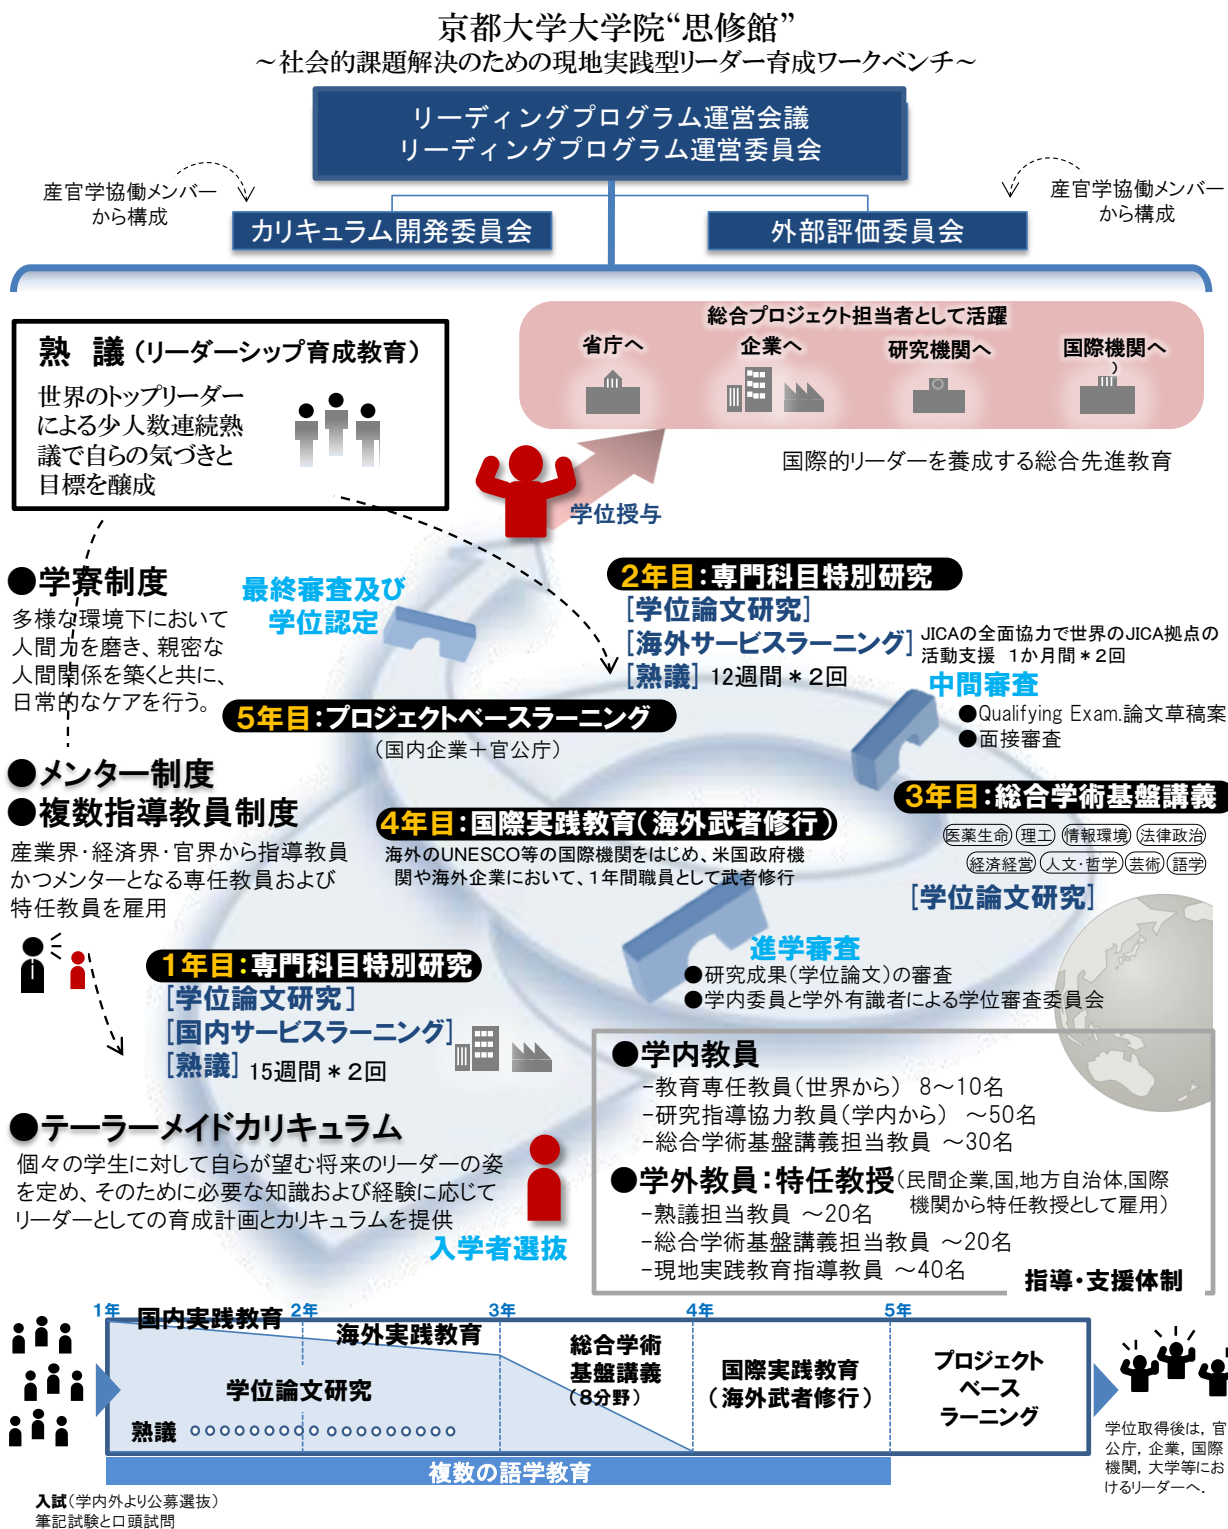 京都大学大学院“思修館”
～社会的課題解決のための現地実践型リーダー育成ワークベンチ～
リーディングプログラム運営会議
リーディングプログラム運営委員会
産官学協働メンバー
から構成
産官学協働メンバー
から構成
カリキュラム開発委員会
外部評価委員会
熟 議（リーダーシップ育成教育）
世界のトップリーダー
による少人数連続熟
議で自らの気づきと
目標を醸成
総合プロジェクト担当者として活躍
省庁へ
企業へ
研究機関へ
国際機関へ
国際的リーダーを養成する総合先進教育
学位授与
●学寮制度
多様な環境下において
人間力を磨き、親密な
人間関係を築くと共に、
日常的なケアを行う。
最終審査及び
学位認定
2年目：専門科目特別研究
[学位論文研究]
[海外サービスラーニング]
[熟議] 12週間＊2回
JICAの全面協力で世界のJICA拠点の
活動支援 1か月間＊2回
中間審査
●Qualifying Exam.論文草稿案
●面接審査
5年目：プロジェクトベースラーニング
（国内企業＋官公庁）
●メンター制度
●複数指導教員制度
産業界・経済界・官界から指導教員
かつメンターとなる専任教員および
特任教員を雇用
4年目：国際実践教育（海外武者修行）
海外のUNESCO等の国際機関をはじめ、米国政府機
関や海外企業において、1年間職員として武者修行
3年目：総合学術基盤講義
医薬生命 理工 情報環境 法律政治
経済経営 人文・哲学 芸術 語学
[学位論文研究]
進学審査
●研究成果（学位論文）の審査
●学内委員と学外有識者による学位審査委員会
1年目：専門科目特別研究
[学位論文研究]
[国内サービスラーニング]
[熟議] 15週間＊2回
●学内教員
-教育専任教員（世界から） 8～10名
-研究指導協力教員（学内から） ～50名
-総合学術基盤講義担当教員 ～30名
●学外教員：特任教授（民間企業,国,地方自治体,国際
機関から特任教授として雇用）
-熟議担当教員 ～20名
-総合学術基盤講義担当教員 ～20名
-現地実践教育指導教員 ～40名
指導・支援体制
●テーラーメイドカリキュラム
個々の学生に対して自らが望む将来のリーダーの姿
を定め、そのために必要な知識および経験に応じて
リーダーとしての育成計画とカリキュラムを提供
入学者選抜
1年 2年 3年 4年 5年
国内実践教育
海外実践教育
学位論文研究
熟議
総合学術
基盤講義
（8分野）
国際実践教育
（海外武者修行）
プロジェクト
ベース
ラーニング
複数の語学教育
入試（学内外より公募選抜）
筆記試験と口頭試問
学位取得後は，官
公庁，企業，国際
機関，大学等にお
けるリーダーへ．